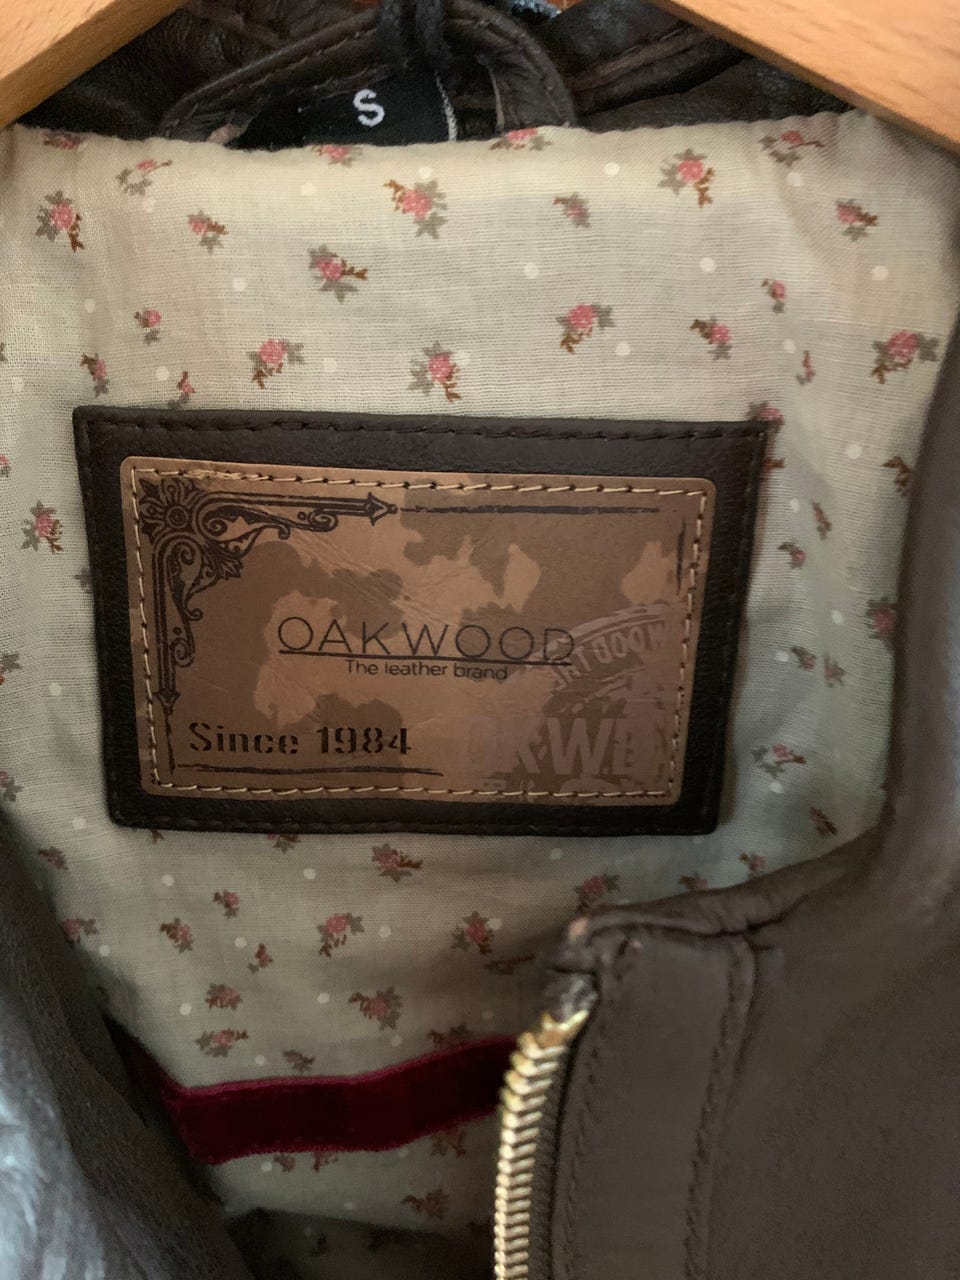 S
OAKWOOD
The leather brand
Since 1984